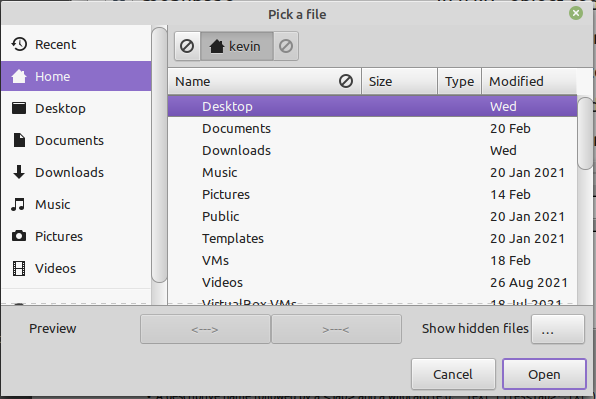 Pick a file
Recent
Home
Desktop
Documents
Downloads
Music
Pictures
Videos
kevin
Name Size Type Modified
Desktop Wed
Documents 20 Feb
Downloads Wed
Music 20 Jan 2021
Pictures 14 Feb
Public 20 Jan 2021
Templates 20 Jan 2021
VMs 18 Feb
Videos 26 Aug 2021
VirtualBox VMs 18 Jul 2021
Preview <---> >---< Show hidden files ...
Cancel Open